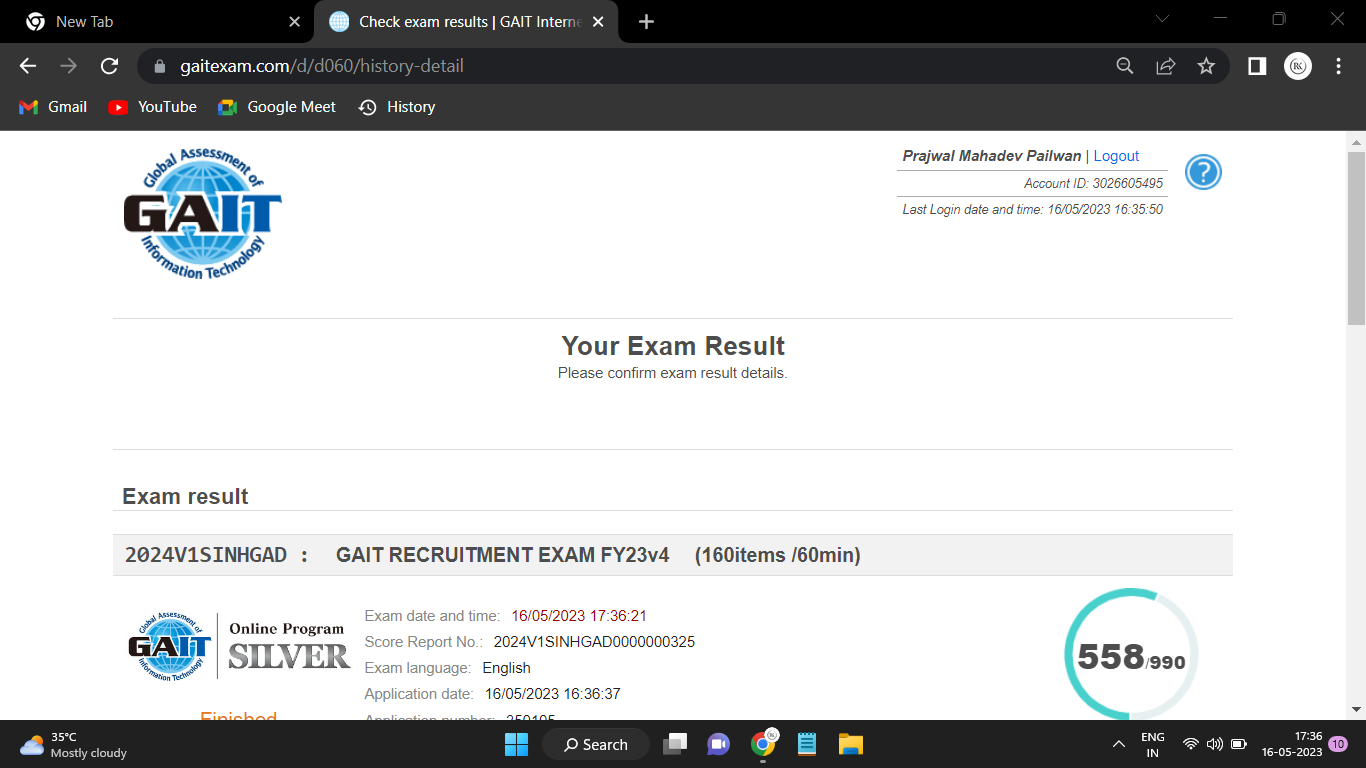 New Tab
Check exam results | GAIT Interne
gaitexam.com/d/d060/history-detail
Gmail
YouTube
Google Meet
History
Global Assessment of
GAIT
Information Technology
Prajwal Mahadev Pailwan | Logout
Account ID: 3026605495
Last Login date and time: 16/05/2023 16:35:50
?
Your Exam Result
Please confirm exam result details.
Exam result
2024V1SINHGAD : GAIT RECRUITMENT EXAM FY23v4 (160items /60min)
Global Assessment of
GAIT
Information Technology
Online Program
SILVER
Finished
Exam date and time: 16/05/2023 17:36:21
Score Report No.: 2024V1SINHGAD0000000325
Exam language: English
Application date: 16/05/2023 16:36:37
Application number: 350105
558/990
35°C
Mostly cloudy
Search
ENG
IN
17:36
16-05-2023
10